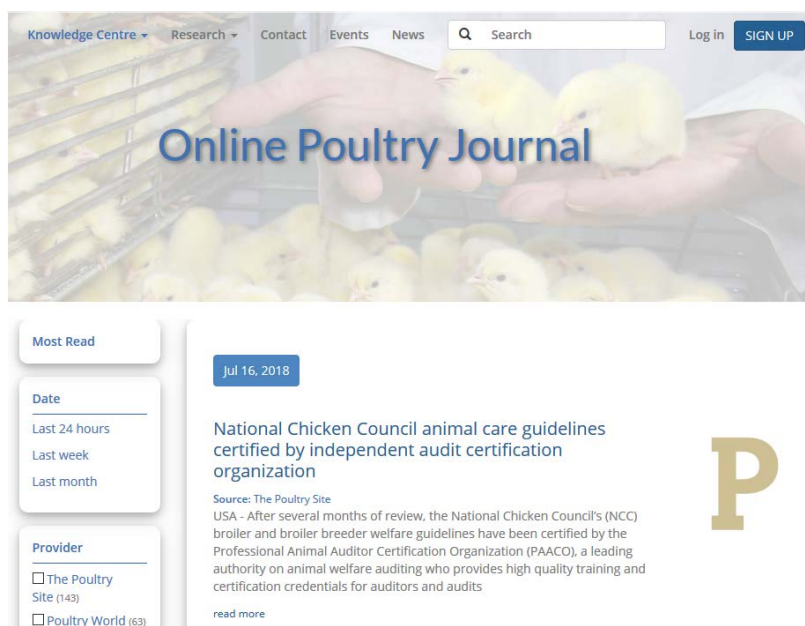 Knowledge Centre Research Contact Events News Search Log in SIGN UP
Online Poultry Journal
Most Read
Date
Last 24 hours
Last week
Last month
Provider
The Poultry
Site (143)
Poultry World (63)
Jul 16, 2018
National Chicken Council animal care guidelines
certified by independent audit certification
organization
Source: The Poultry Site
USA - After several months of review, the National Chicken Council's (NCC)
broiler and broiler breeder welfare guidelines have been certified by the
Professional Animal Auditor Certification Organization (PAACO), a leading
authority on animal welfare auditing who provides high quality training and
certification credentials for auditors and audits
read more
P